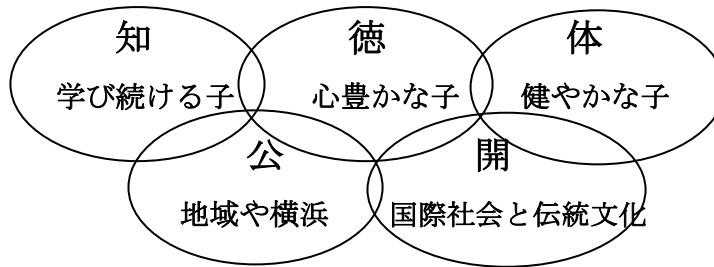 知 徳 体
学び続ける子 心豊かな子 健やかな子
公 開
地域や横浜 国際社会と伝統文化